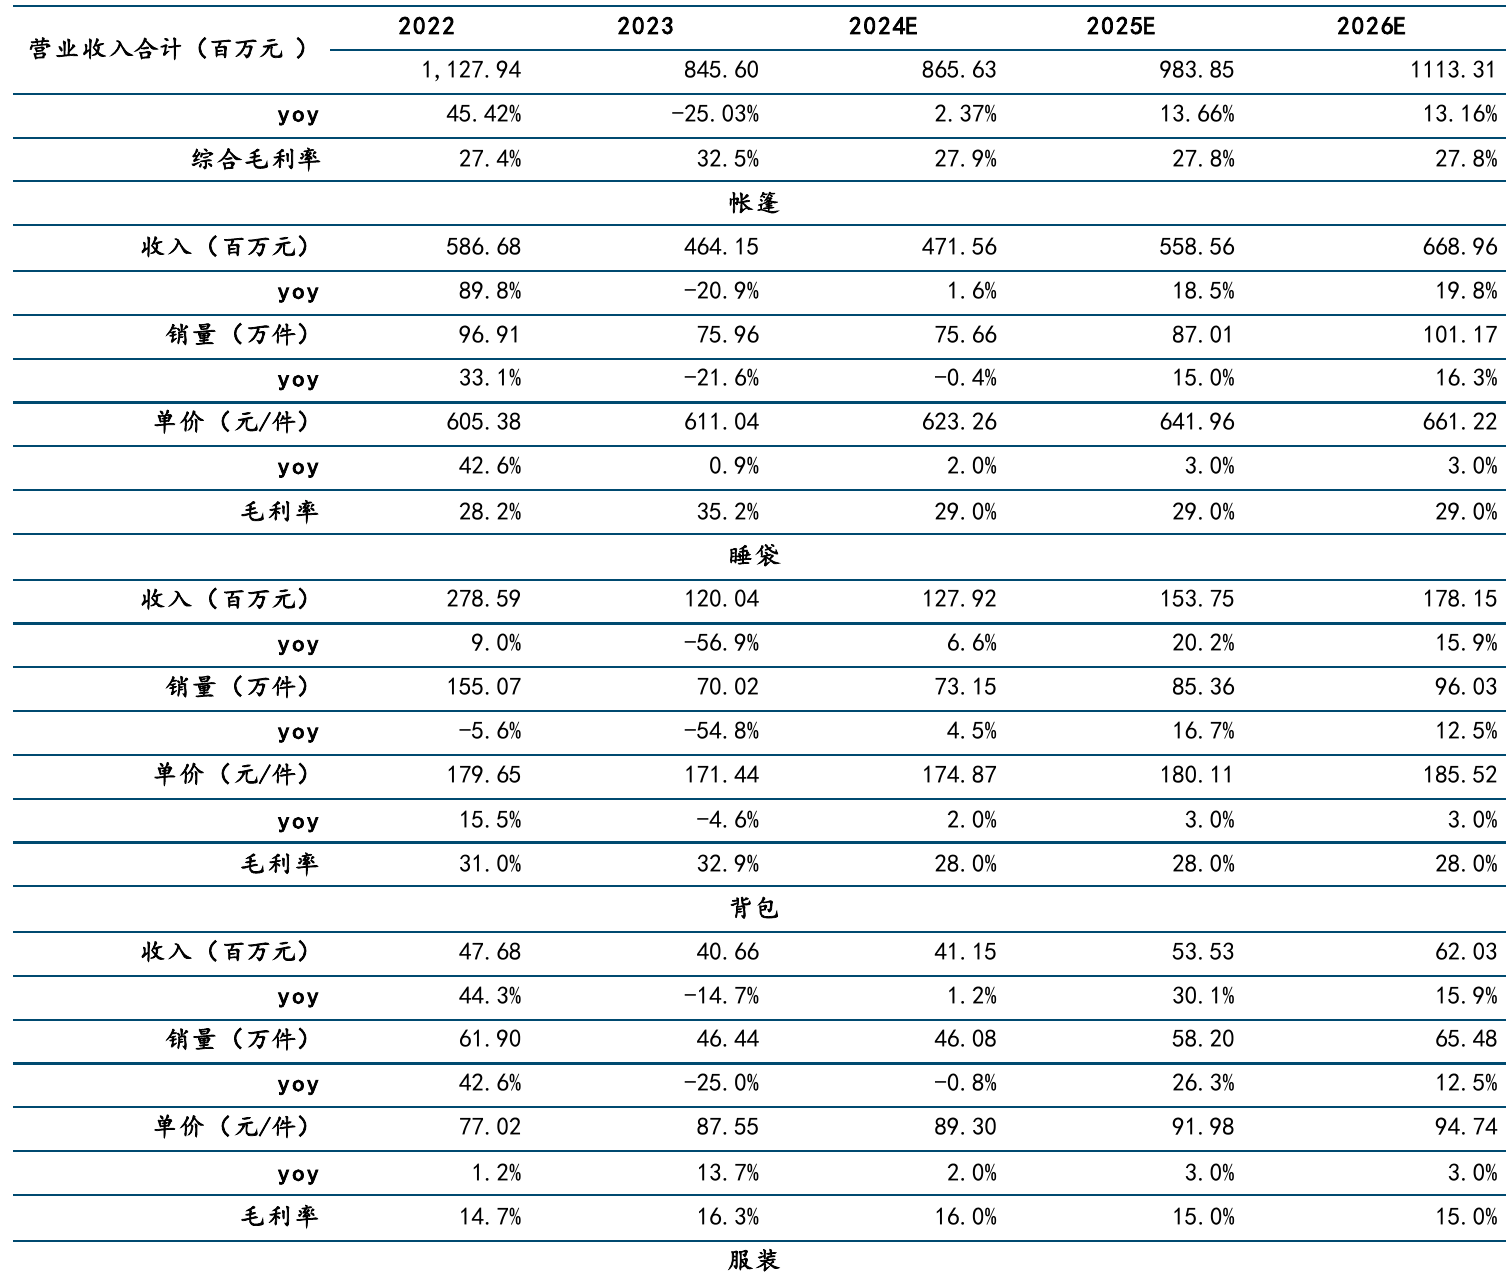 2022 2023 2024E 2025E 2026E
营业收入合计（百万元 ）
1,127.94 845.60 865.63 983.85 1113.31
yoy 45.42% -25.03% 2.37% 13.66% 13.16%
综合毛利率 27.4% 32.5% 27.9% 27.8% 27.8%
帐篷
收入（百万元） 586.68 464.15 471.56 558.56 668.96
yoy 89.8% -20.9% 1.6% 18.5% 19.8%
销量（万件） 96.91 75.96 75.66 87.01 101.17
yoy 33.1% -21.6% -0.4% 15.0% 16.3%
单价（元/件） 605.38 611.04 623.26 641.96 661.22
yoy 42.6% 0.9% 2.0% 3.0% 3.0%
毛利率 28.2% 35.2% 29.0% 29.0% 29.0%
睡袋
收入（百万元） 278.59 120.04 127.92 153.75 178.15
yoy 9.0% -56.9% 6.6% 20.2% 15.9%
销量（万件） 155.07 70.02 73.15 85.36 96.03
yoy -5.6% -54.8% 4.5% 16.7% 12.5%
单价（元/件） 179.65 171.44 174.87 180.11 185.52
yoy 15.5% -4.6% 2.0% 3.0% 3.0%
毛利率 31.0% 32.9% 28.0% 28.0% 28.0%
背包
收入（百万元） 47.68 40.66 41.15 53.53 62.03
yoy 44.3% -14.7% 1.2% 30.1% 15.9%
销量（万件） 61.90 46.44 46.08 58.20 65.48
yoy 42.6% -25.0% -0.8% 26.3% 12.5%
单价（元/件） 77.02 87.55 89.30 91.98 94.74
yoy 1.2% 13.7% 2.0% 3.0% 3.0%
毛利率 14.7% 16.3% 16.0% 15.0% 15.0%
服装